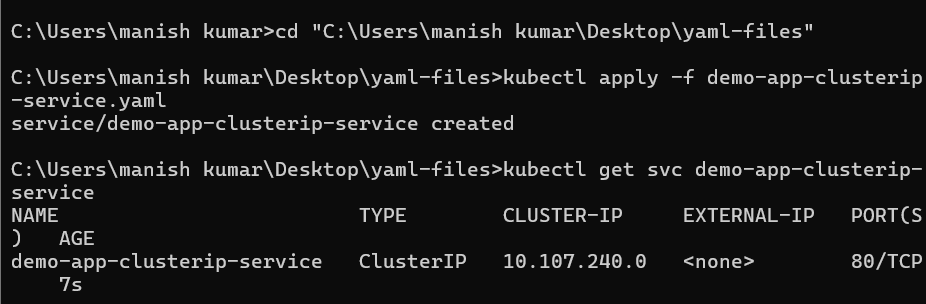 C:\Users\manish kumar>cd "C:\Users\manish kumar\Desktop\yaml-files"
C:\Users\manish kumar\Desktop\yaml-files>kubectl apply -f demo-app-clusterip
-service.yaml
service/demo-app-clusterip-service created
C:\Users\manish kumar\Desktop\yaml-files>kubectl get svc demo-app-clusterip-
service
NAME                         TYPE        CLUSTER-IP     EXTERNAL-IP   PORT(S
)   AGE
demo-app-clusterip-service   ClusterIP   10.107.240.0   <none>        80/TCP
    7s